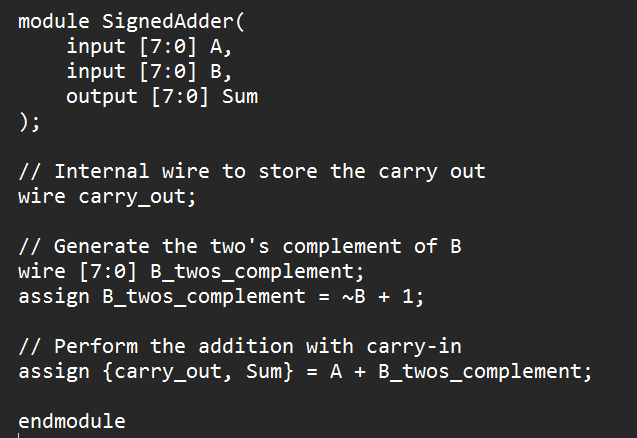 module SignedAdder(
    input [7:0] A,
    input [7:0] B,
    output [7:0] Sum
);
// Internal wire to store the carry out
wire carry_out;
// Generate the two's complement of B
wire [7:0] B_twos_complement;
assign B_twos_complement = ~B + 1;
// Perform the addition with carry-in
assign {carry_out, Sum} = A + B_twos_complement;
endmodule